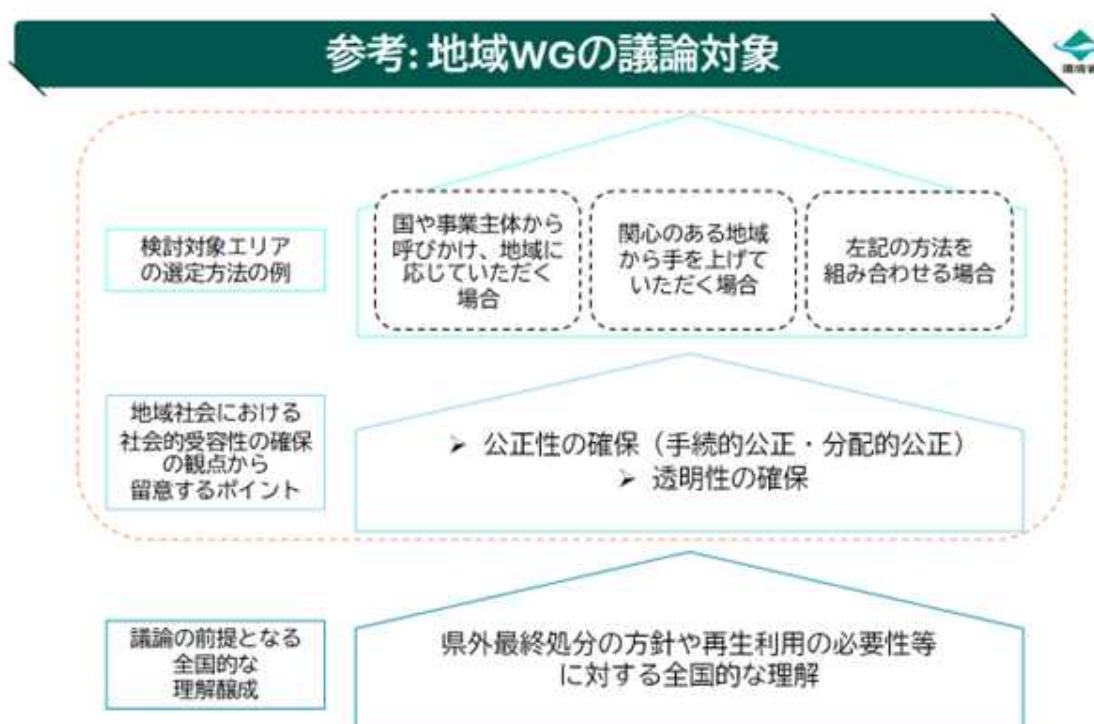 参考: 地域WGの議論対象
環境省
検討対象エリア
の選定方法の例
国や事業主体から
呼びかけ、地域に
応じていただく
場合
関心のある地域
から手を上げて
いただく場合
左記の方法を
組み合わせる場合
地域社会における
社会的受容性の確保
の観点から
留意するポイント
➢ 公正性の確保（手続的公正・分配的公正）
➢ 透明性の確保
議論の前提となる
全国的な
理解醸成
県外最終処分の方針や再生利用の必要性等
に対する全国的な理解